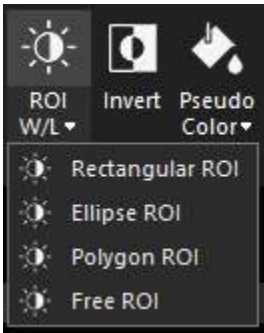 ROI Invert Pseudo
W/L Color
Rectangular ROI
Ellipse ROI
Polygon ROI
Free ROI